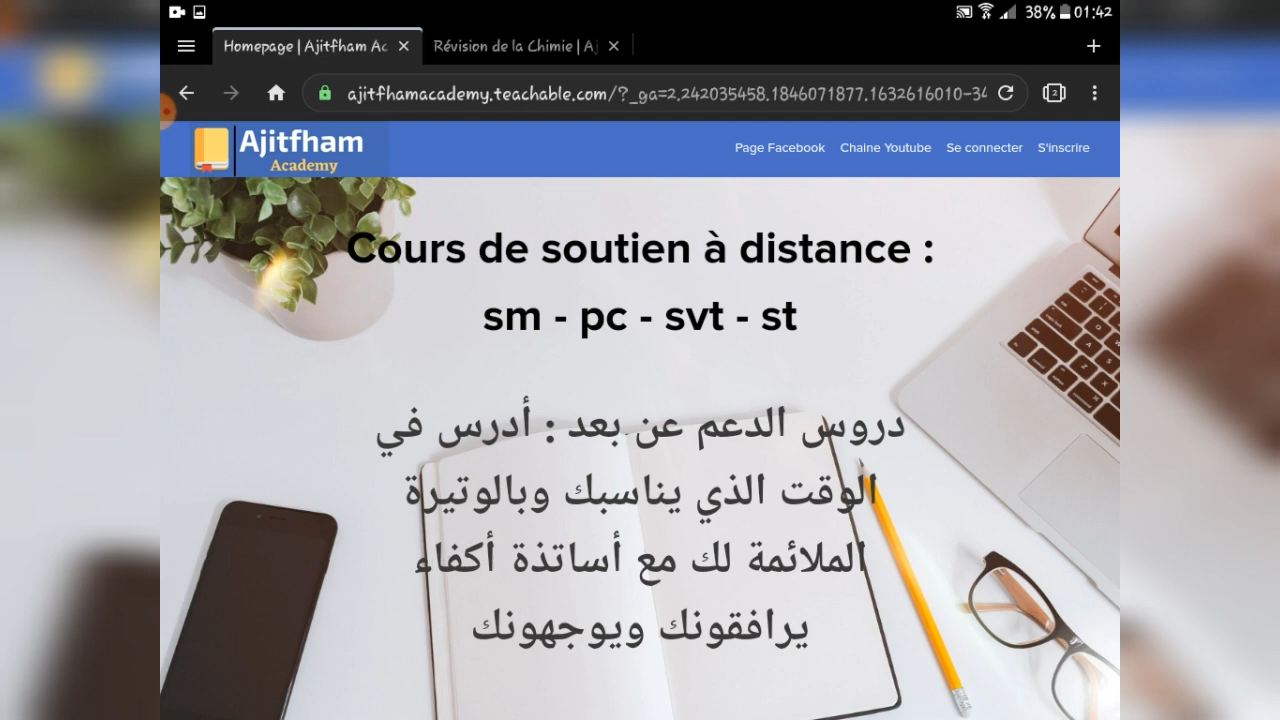 38% 01:42
Homepage | Ajitfham Ac
Révision de la Chimie | Aj
ajitfhamacademy.teachable.com/?_ga=2.242035458.1846071877.1632616010-34
2
Ajitfham
Academy
Page Facebook Chaine Youtube Se connecter S'inscrire
Cours de soutien à distance :
sm - pc - svt - st
دروس الدعم عن بعد : أدرس في
الوقت الذي يناسبك وبالوتيرة
الملائمة لك مع أساتذة أكفاء
يرافقونك ويوجهونك